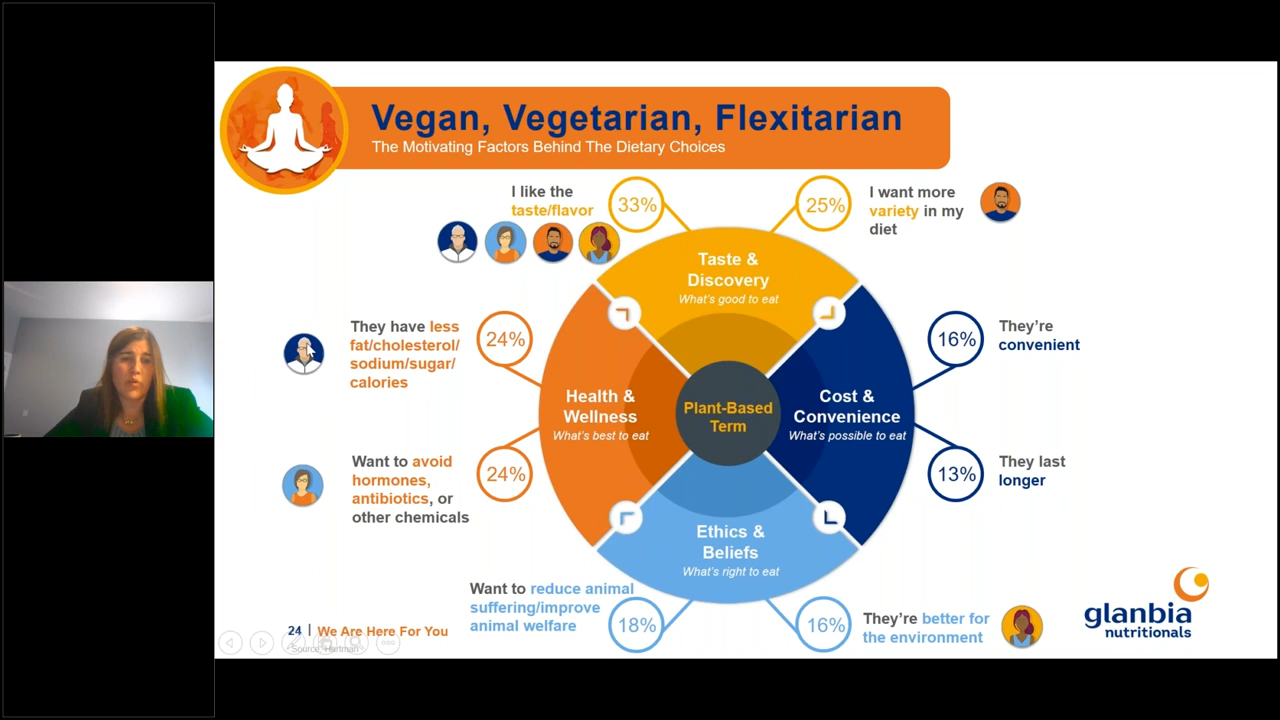 Vegan, Vegetarian, Flexitarian
The Motivating Factors Behind The Dietary Choices
I like the
taste/flavor
33%
25%
I want more
variety in my
diet
Taste &
Discovery
What's good to eat
They have less
fat/cholesterol/
sodium/sugar/
calories
24%
16%
They're
convenient
Health &
Wellness
What's best to eat
Plant-Based
Term
Cost &
Convenience
What's possible to eat
Want to avoid
hormones,
antibiotics, or
other chemicals
24%
13%
They last
longer
Ethics &
Beliefs
What's right to eat
Want to reduce animal
suffering/improve
animal welfare
18%
16%
They're better for
the environment
24 | We Are Here For You
Source: Hartman
glanbia
nutritionals